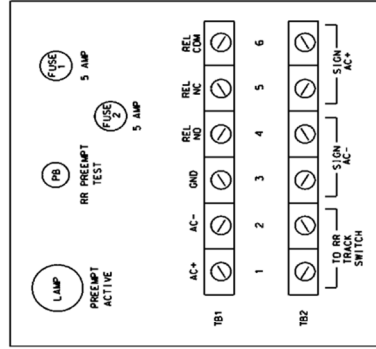 LAMP
PREEMPT
ACTIVE
PB
RR PREEMPT
TEST
FUSE
2
5 AMP
FUSE
1
5 AMP
AC+
AC-
GND
REL
NO
REL
NC
REL
COM
TB1
1
2
3
4
5
6
TB2
TO RR
TRACK
SWITCH
SIGN
AC-
SIGN
AC+